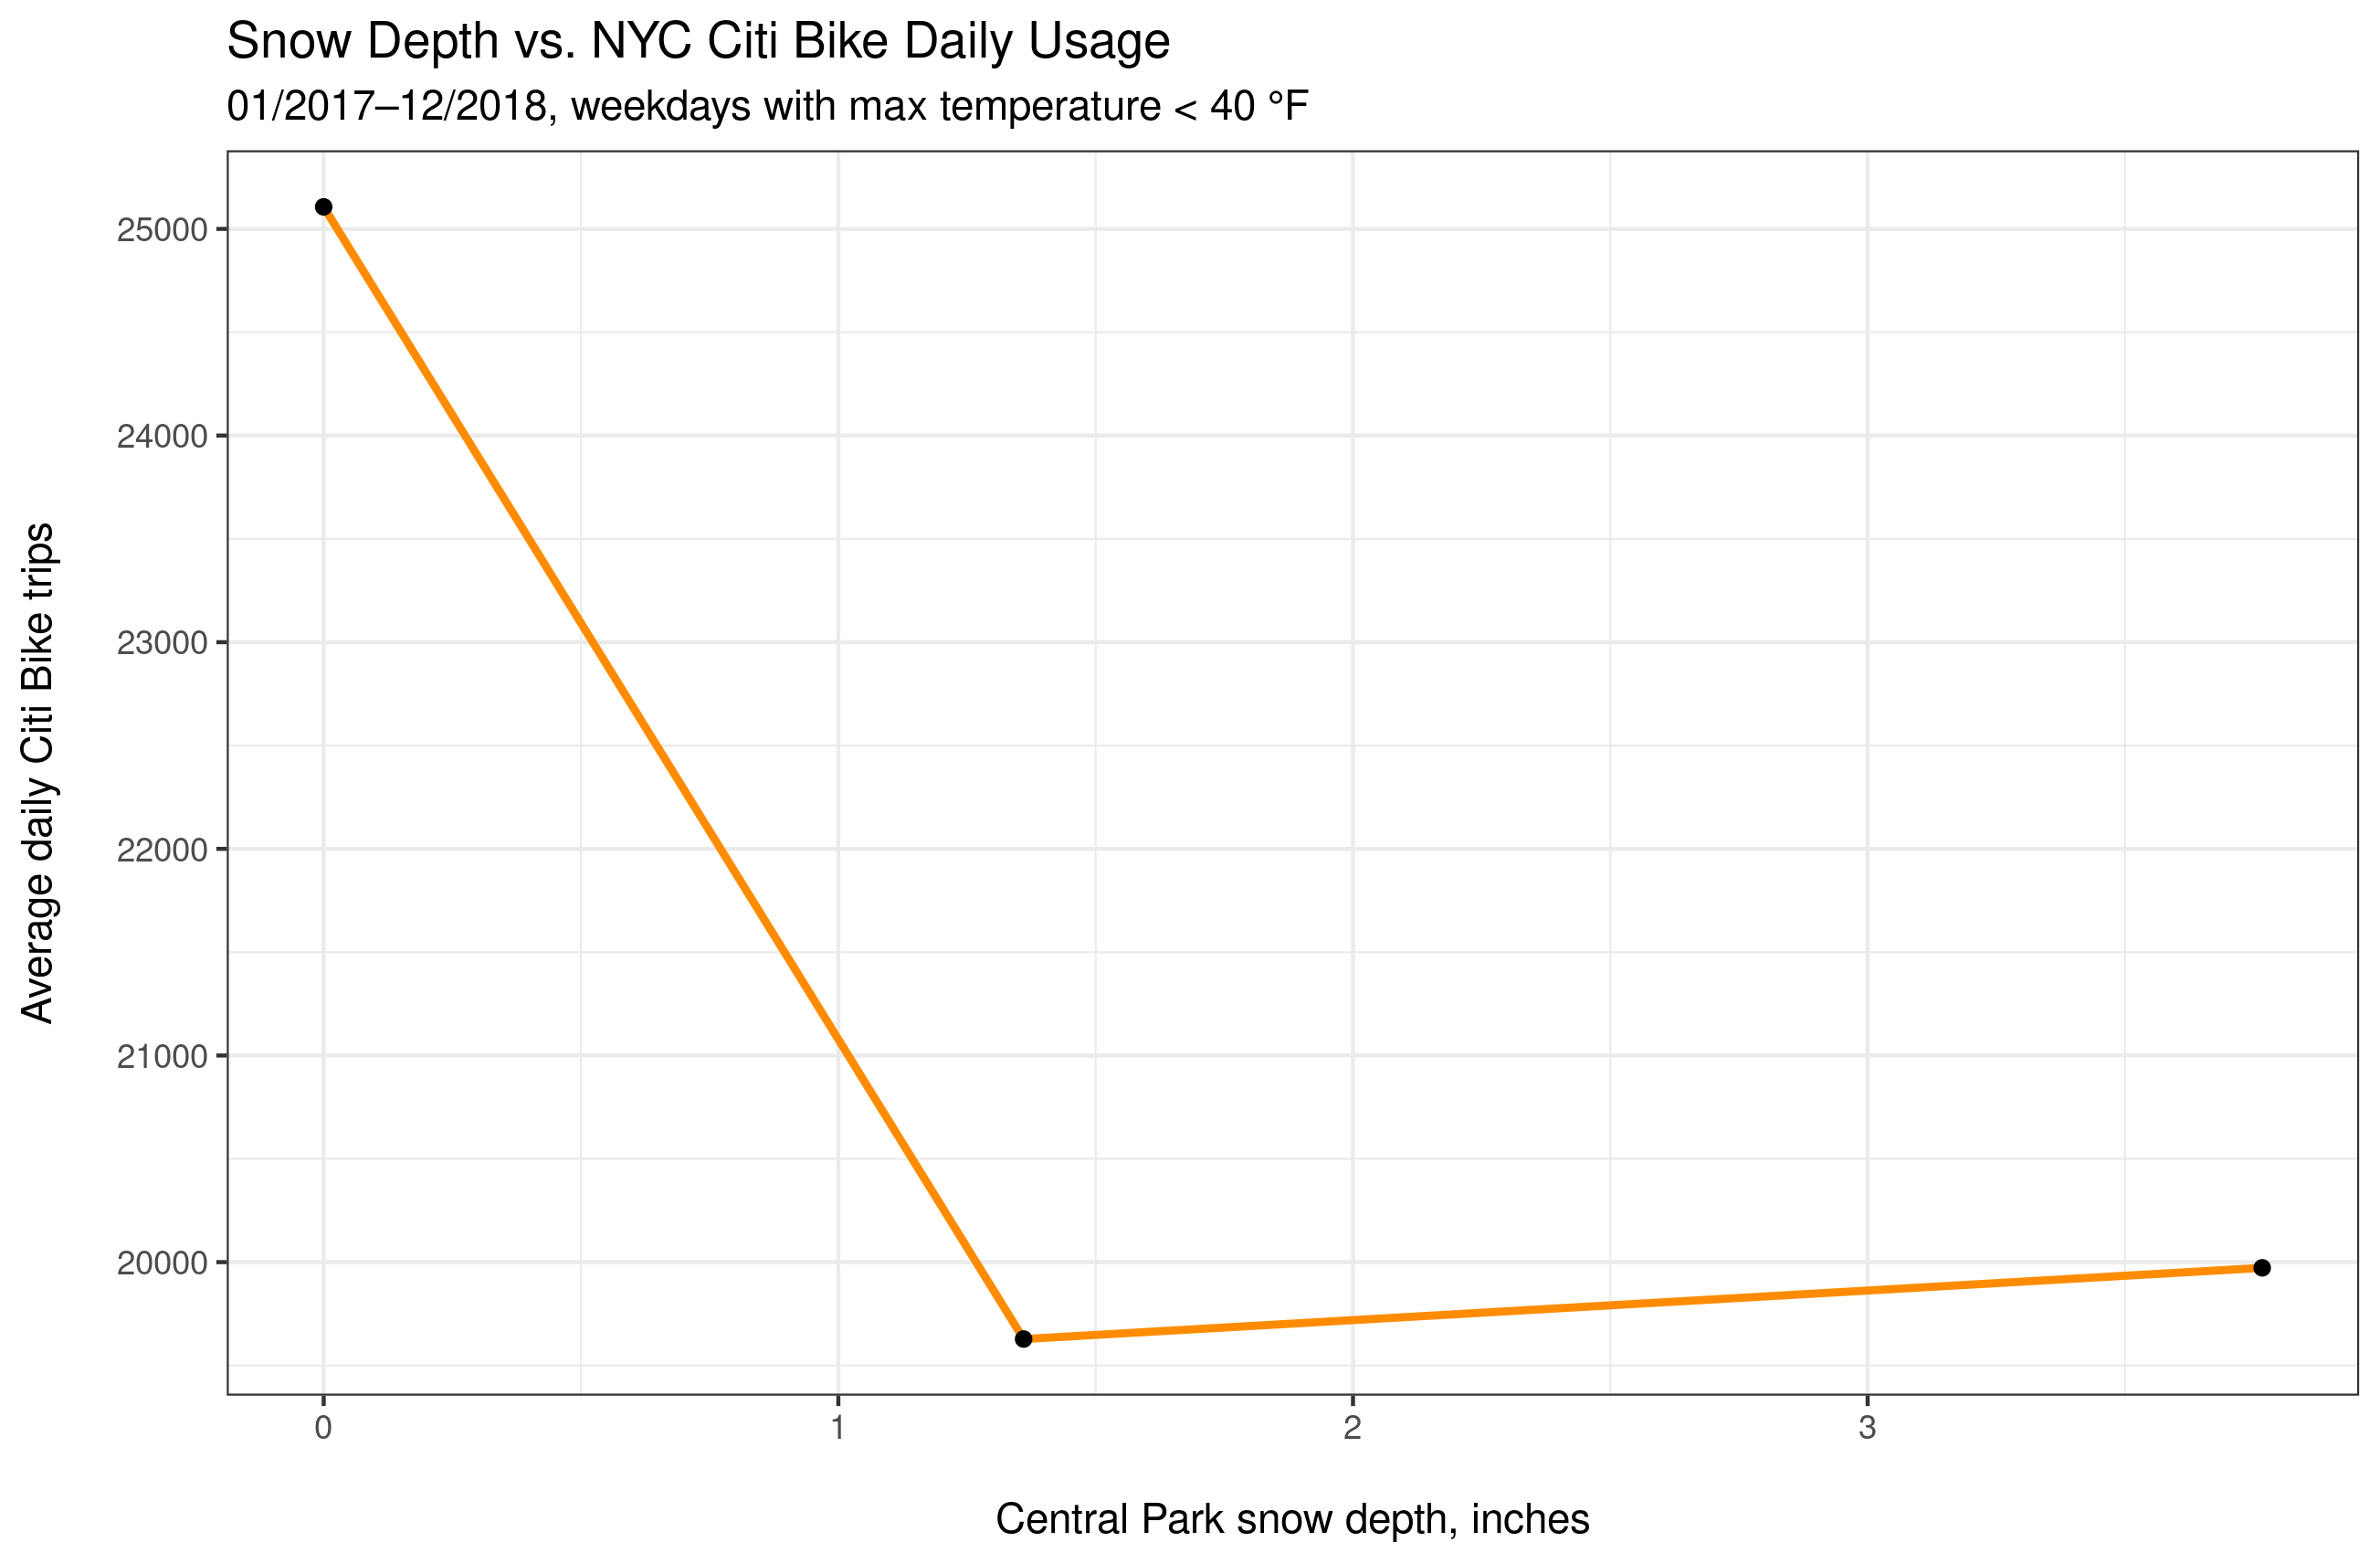 Snow Depth vs. NYC Citi Bike Daily Usage
01/2017–12/2018, weekdays with max temperature < 40 °F
Average daily Citi Bike trips
25000
24000
23000
22000
21000
20000
0
1
2
3
Central Park snow depth, inches